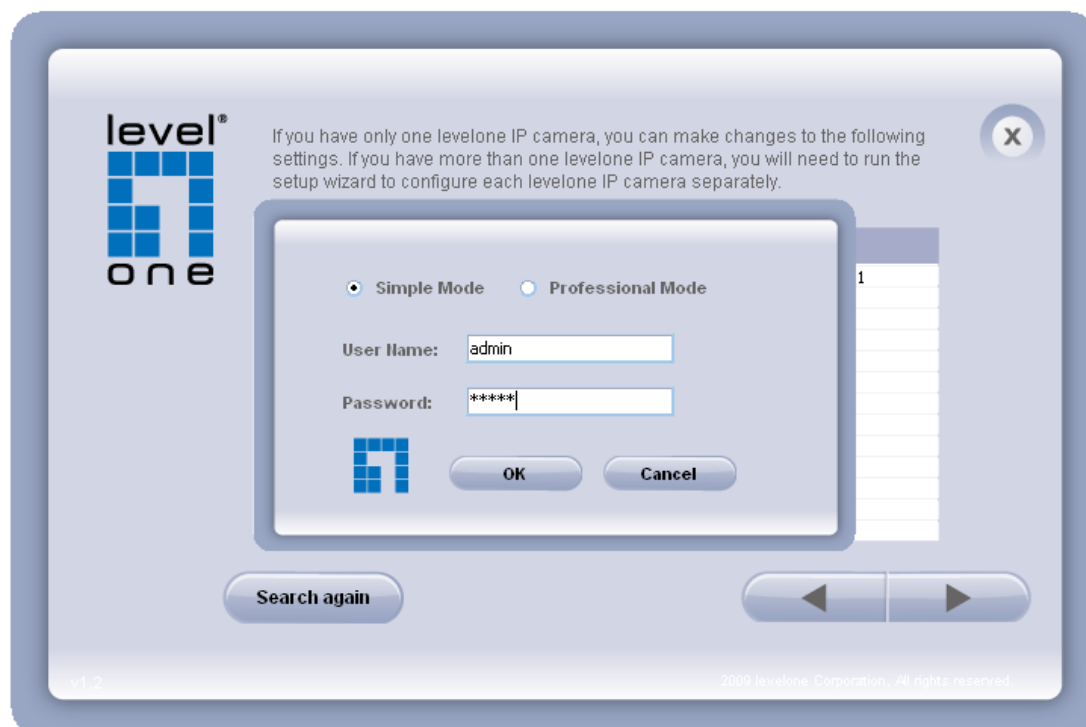 level®
one
If you have only one levelone IP camera, you can make changes to the following
settings. If you have more than one levelone IP camera, you will need to run the
setup wizard to configure each levelone IP camera separately.
X
1
Simple Mode Professional Mode
User Name: admin
Password: *****
OK Cancel
Search again
v1.2 2009 levelone Corporation. All rights reserved.